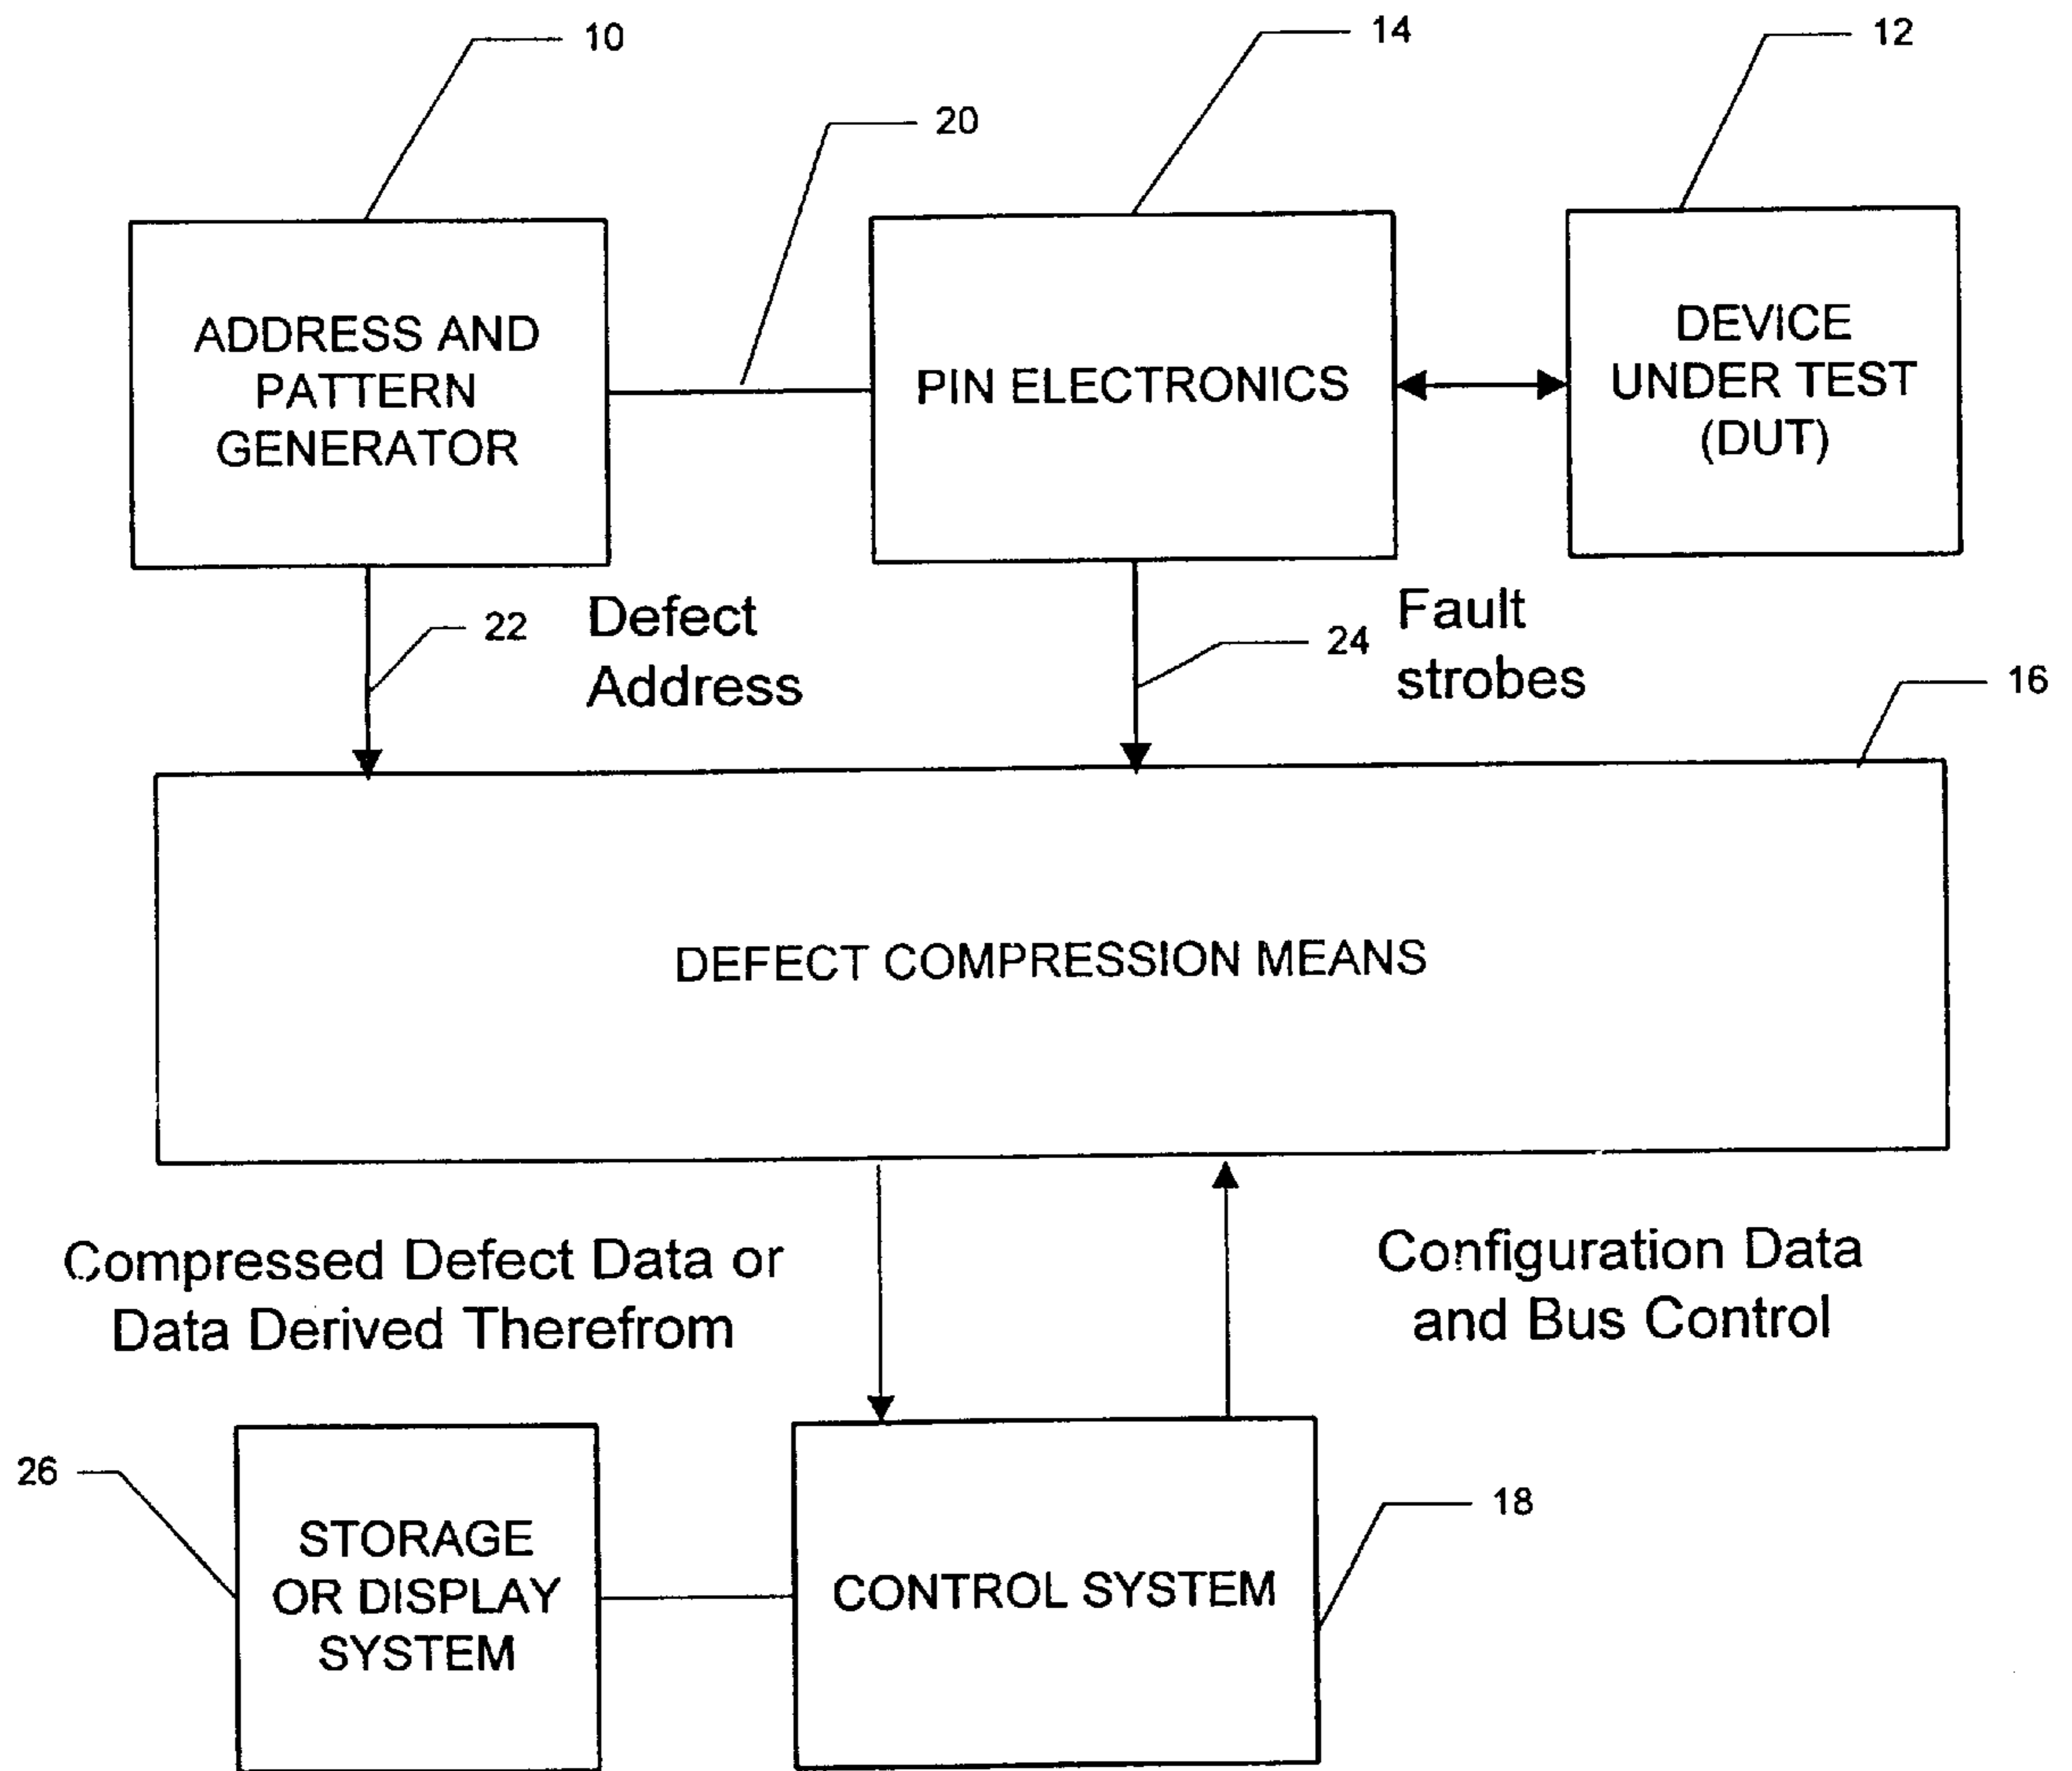 10
14
12
20
ADDRESS AND
PATTERN
GENERATOR
PIN ELECTRONICS
DEVICE
UNDER TEST
(DUT)
22
Defect
Address
24
Fault
strobes
16
DEFECT COMPRESSION MEANS
Compressed Defect Data or
Data Derived Therefrom
Configuration Data
and Bus Control
26
STORAGE
OR DISPLAY
SYSTEM
CONTROL SYSTEM
18